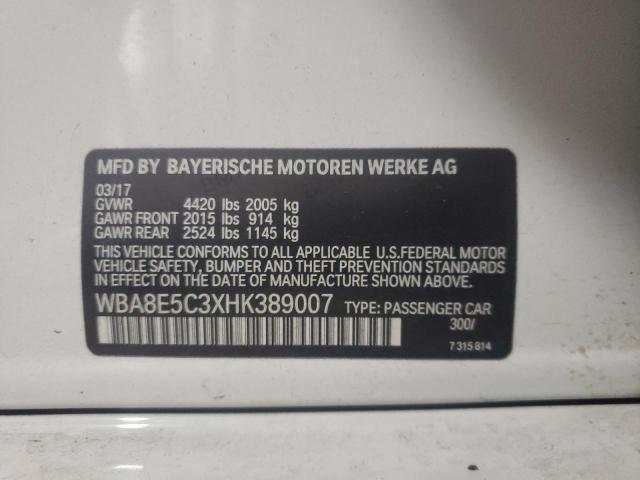 MFD BY BAYERISCHE MOTOREN WERKE AG
03/17
GVWR 4420 lbs 2005 kg
GAWR FRONT 2015 lbs 914 kg
GAWR REAR 2524 lbs 1145 kg
THIS VEHICLE CONFORMS TO ALL APPLICABLE U.S.FEDERAL MOTOR
VEHICLE SAFETY, BUMPER AND THEFT PREVENTION STANDARDS
IN EFFECT ON THE DATE OF MANUFACTURE SHOWN ABOVE.
WBA8E5C3XHK389007 TYPE: PASSENGER CAR
300/
7 315 814